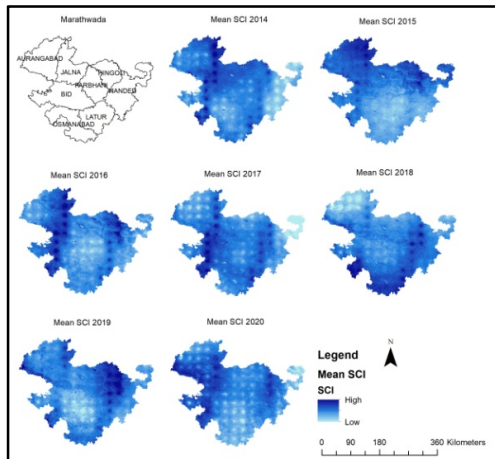 Marathwada
Mean SCI 2014
Mean SCI 2015
AURANGABAD
JALNA
HINGOLI
PARBHANI
NANDED
BID
LATUR
OSMANABAD
Mean SCI 2016
Mean SCI 2017
Mean SCI 2018
Mean SCI 2019
Mean SCI 2020
N
Legend
Mean SCI
SCI
High
Low
0 90 180 360 Kilometers